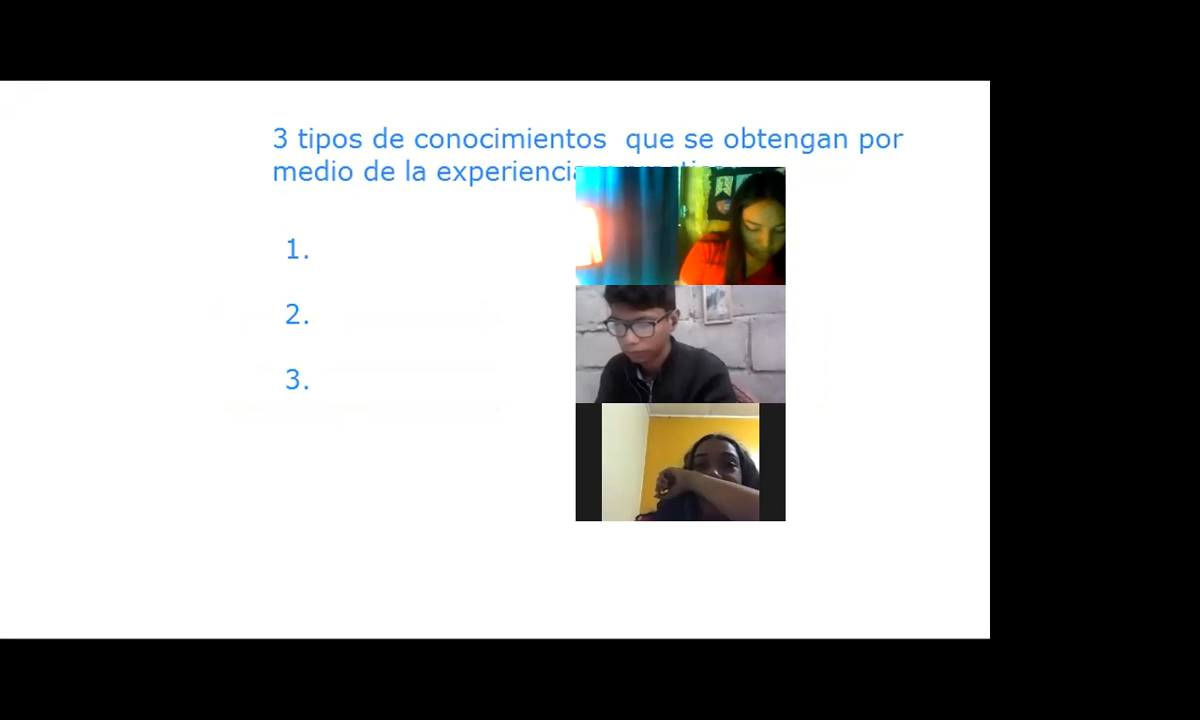 3 tipos de conocimientos que se obtengan por
medio de la experiencia
1.
2.
3.